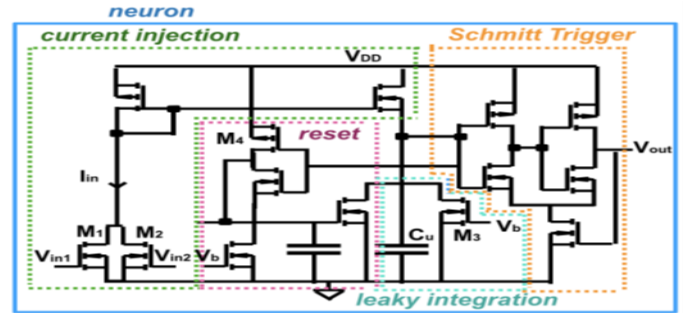 neuron
current injection
Schmitt Trigger
VDD
M4
reset
Vout
Iin
M1
M2
Cu
Vb
M3
Vin1
Vin2
Vb
leaky integration